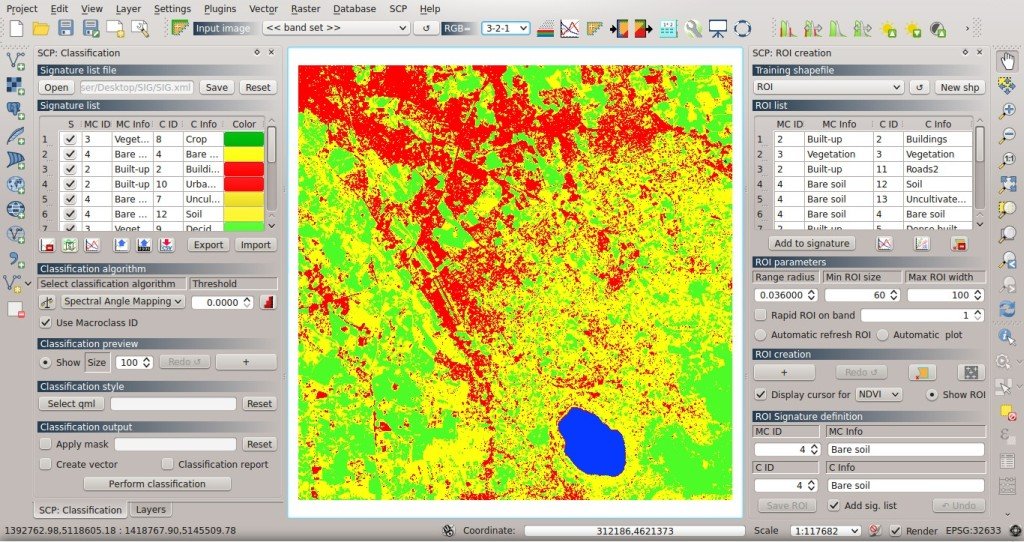 Project Edit View Layer Settings Plugins Vector Raster Database SCP Help
Input image << band set >> RGB= 3-2-1
SCP: Classification
Signature list file
Open ser/Desktop/SIG/SIG.xml Save Reset
Signature list
S MC ID MC Info C ID C Info Color
1 3 Veget... 8 Crop
2 4 Bare ... 4 Bare ...
3 2 Built-up 2 Buildi...
4 2 Built-up 10 Urba...
5 4 Bare ... 7 Uncul...
6 4 Bare ... 12 Soil
7 3 Veget 9 Decid
Export Import
Classification algorithm
Select classification algorithm Threshold
Spectral Angle Mapping 0.0000
Use Macroclass ID
Classification preview
Show Size 100 Redo ↺ +
Classification style
Select qml Reset
Classification output
Apply mask Reset
Create vector Classification report
Perform classification
SCP: Classification Layers
SCP: ROI creation
Training shapefile
ROI New shp
ROI list
MC ID MC Info C ID C Info
1 2 Built-up 2 Buildings
2 3 Vegetation 3 Vegetation
3 2 Built-up 11 Roads2
4 4 Bare soil 12 Soil
5 4 Bare soil 13 Uncultivate...
6 4 Bare soil 4 Bare soil
7 2 Built-up 5 Dense built
Add to signature
ROI parameters
Range radius Min ROI size Max ROI width
0.036000 60 100
Rapid ROI on band 1
Automatic refresh ROI Automatic plot
ROI creation
+ Redo ↺
Display cursor for NDVI Show ROI
ROI Signature definition
MC ID MC Info
4 Bare soil
C ID C Info
4 Bare soil
Save ROI Add sig. list Undo
1392762.98,5118605.18 : 1418767.90,5145509.78 Coordinate: 312186,4621373 Scale 1:117682 Render EPSG:32633